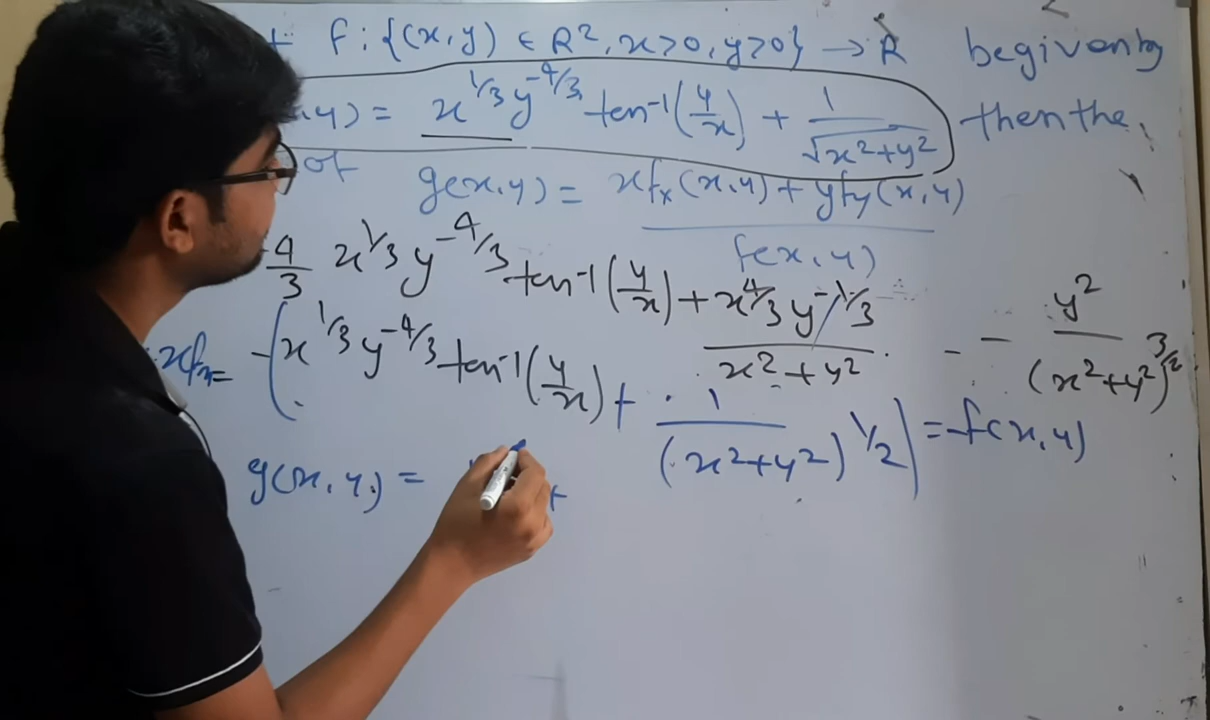 f : {(x,y) ∈ R², x>0, y>0} → R be given by
,y) = x^1/3 y^-4/3 tan-1(y/x) + 1/√x²+y² then the
of g(x,y) = xfx(x,y) + yfy(x,y) / f(x,y)
-4/3 x^1/3 y^-4/3 tan-1(y/x) + x^4/3 y^-1/3 / x²+y² - - y²/(x²+y²)^3/2
xfx = -(x^1/3 y^-4/3 tan-1(y/x) + 1/(x²+y²)^1/2) = f(x,y)
g(x,y) =